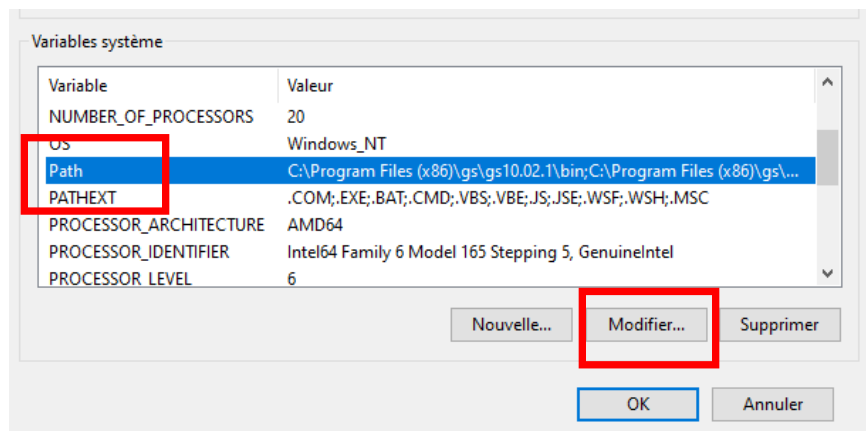 Variables système
Variable Valeur
NUMBER_OF_PROCESSORS 20
OS Windows_NT
Path C:\Program Files (x86)\gs\gs10.02.1\bin;C:\Program Files (x86)\gs\...
PATHEXT .COM;.EXE;.BAT;.CMD;.VBS;.VBE;.JS;.JSE;.WSF;.WSH;.MSC
PROCESSOR_ARCHITECTURE AMD64
PROCESSOR_IDENTIFIER Intel64 Family 6 Model 165 Stepping 5, GenuineIntel
PROCESSOR_LEVEL 6
Nouvelle... Modifier... Supprimer
OK Annuler